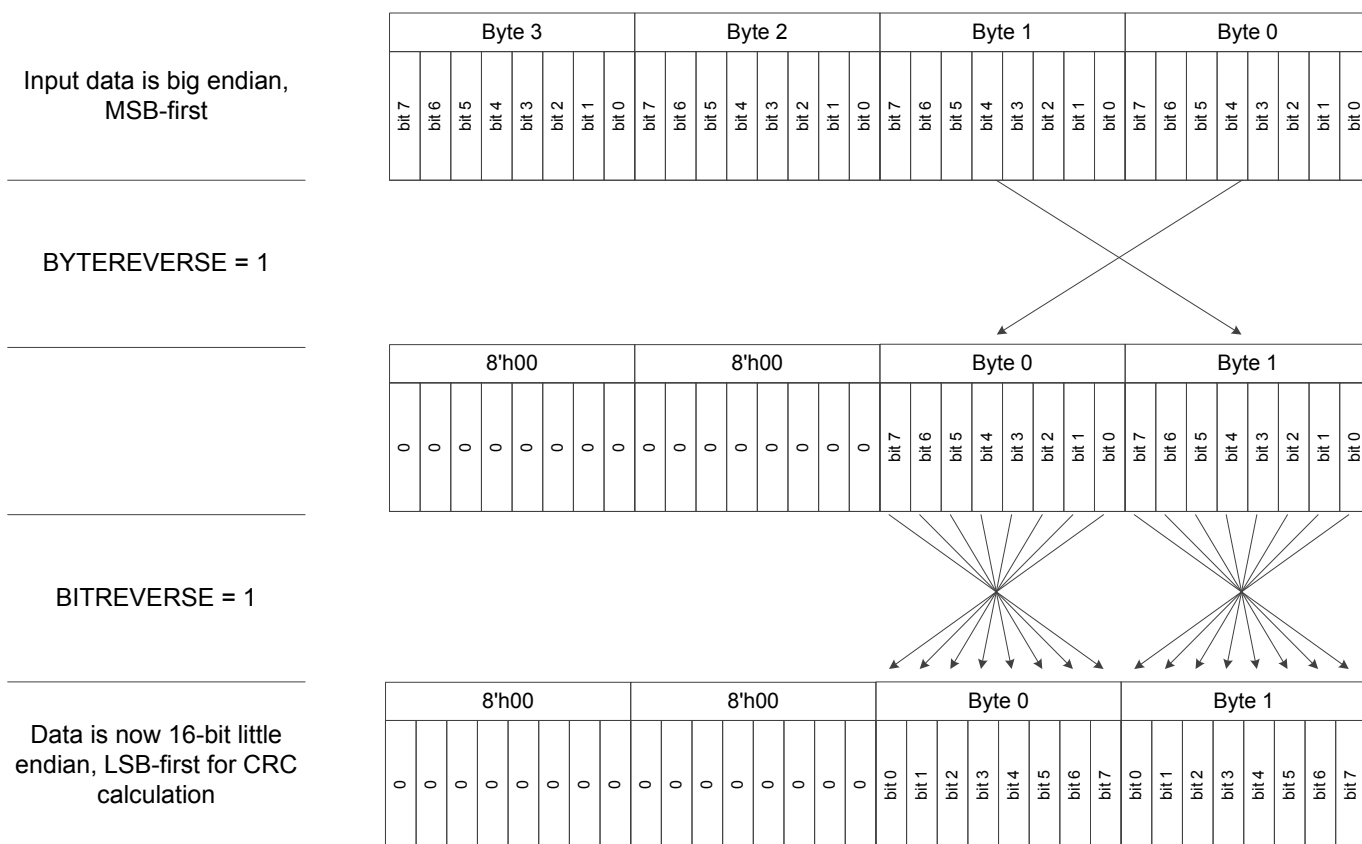 Byte 3 Byte 2 Byte 1 Byte 0
Input data is big endian,
MSB-first
bit 7 bit 6 bit 5 bit 4 bit 3 bit 2 bit 1 bit 0 bit 7 bit 6 bit 5 bit 4 bit 3 bit 2 bit 1 bit 0 bit 7 bit 6 bit 5 bit 4 bit 3 bit 2 bit 1 bit 0 bit 7 bit 6 bit 5 bit 4 bit 3 bit 2 bit 1 bit 0
BYTEREVERSE = 1
8'h00 8'h00 Byte 0 Byte 1
0 0 0 0 0 0 0 0 0 0 0 0 0 0 0 0 bit 7 bit 6 bit 5 bit 4 bit 3 bit 2 bit 1 bit 0 bit 7 bit 6 bit 5 bit 4 bit 3 bit 2 bit 1 bit 0
BITREVERSE = 1
8'h00 8'h00 Byte 0 Byte 1
Data is now 16-bit little
endian, LSB-first for CRC
calculation
0 0 0 0 0 0 0 0 0 0 0 0 0 0 0 0 bit 0 bit 1 bit 2 bit 3 bit 4 bit 5 bit 6 bit 7 bit 0 bit 1 bit 2 bit 3 bit 4 bit 5 bit 6 bit 7